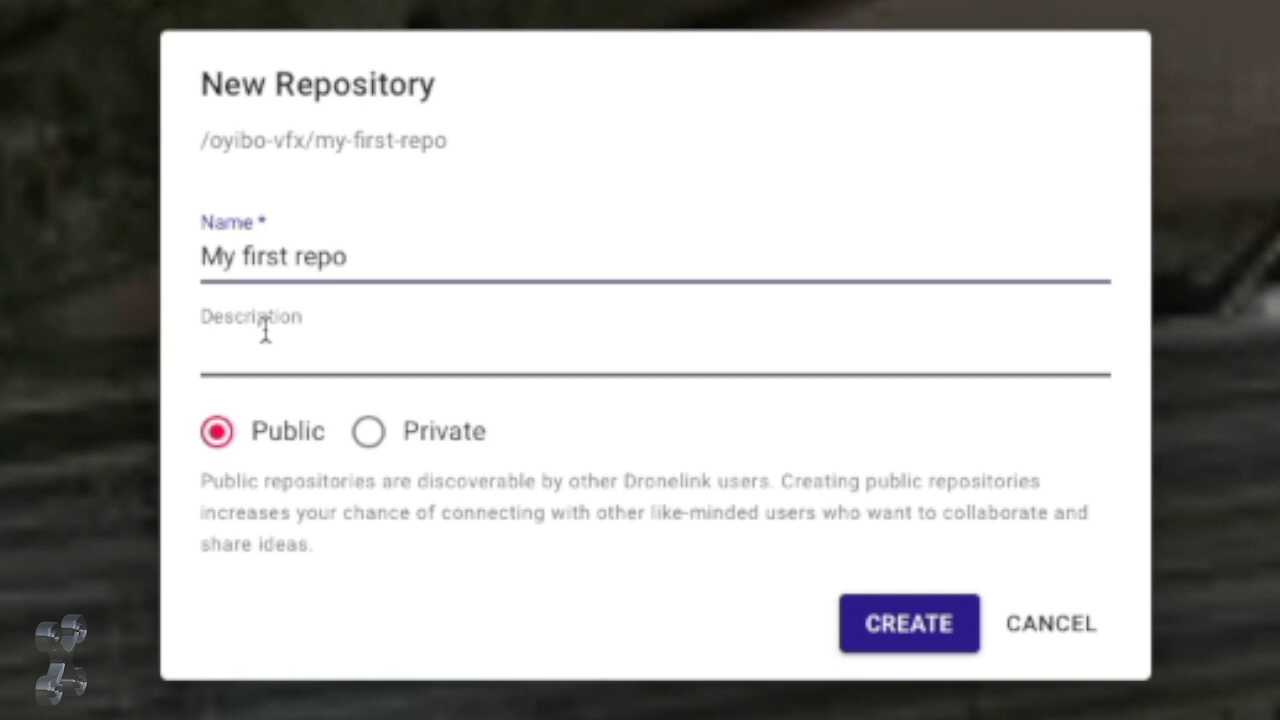 New Repository
/oyibo-vfx/my-first-repo
Name *
My first repo
Description
Public Private
Public repositories are discoverable by other Dronelink users. Creating public repositories
increases your chance of connecting with other like-minded users who want to collaborate and
share ideas.
CREATE CANCEL